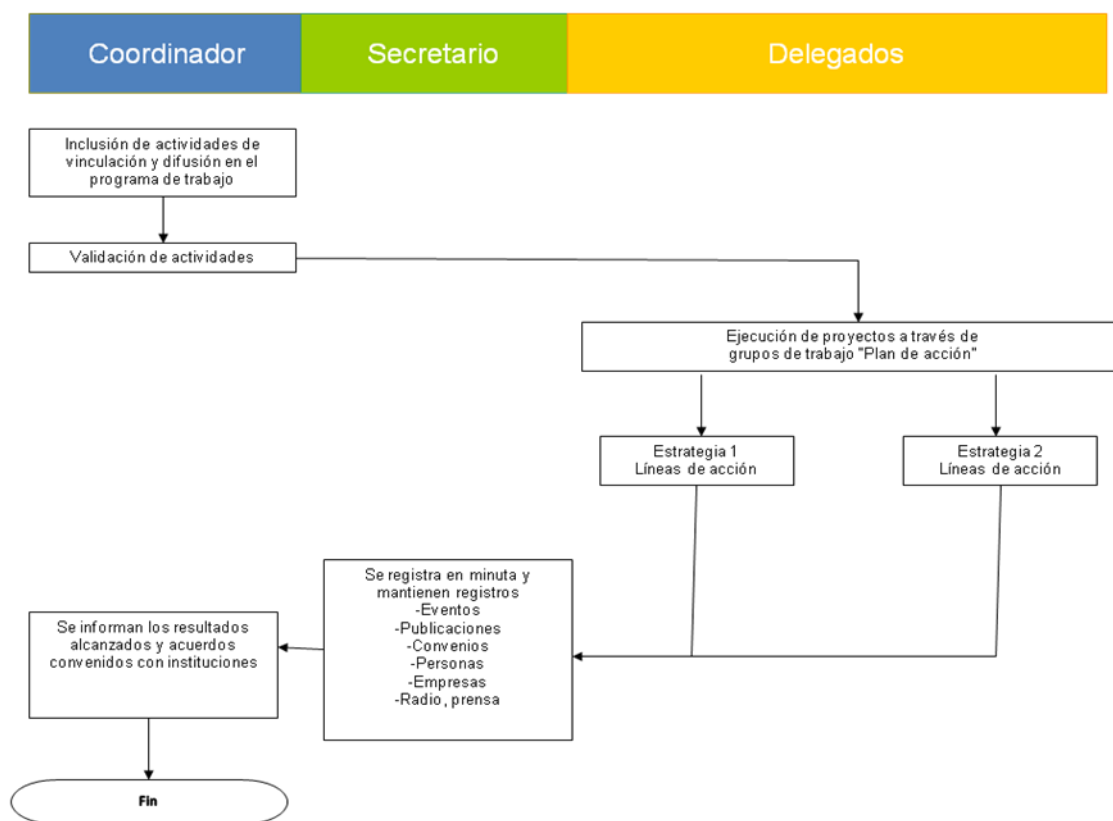 Coordinador
Secretario
Delegados
Inclusión de actividades de
vinculación y difusión en el
programa de trabajo
Validación de actividades
Ejecución de proyectos a través de
grupos de trabajo "Plan de acción"
Estrategia 1
Líneas de acción
Estrategia 2
Líneas de acción
Se registra en minuta y
mantienen registros
-Eventos
-Publicaciones
-Convenios
-Personas
-Empresas
-Radio, prensa
Se informan los resultados
alcanzados y acuerdos
convenidos con instituciones
Fin